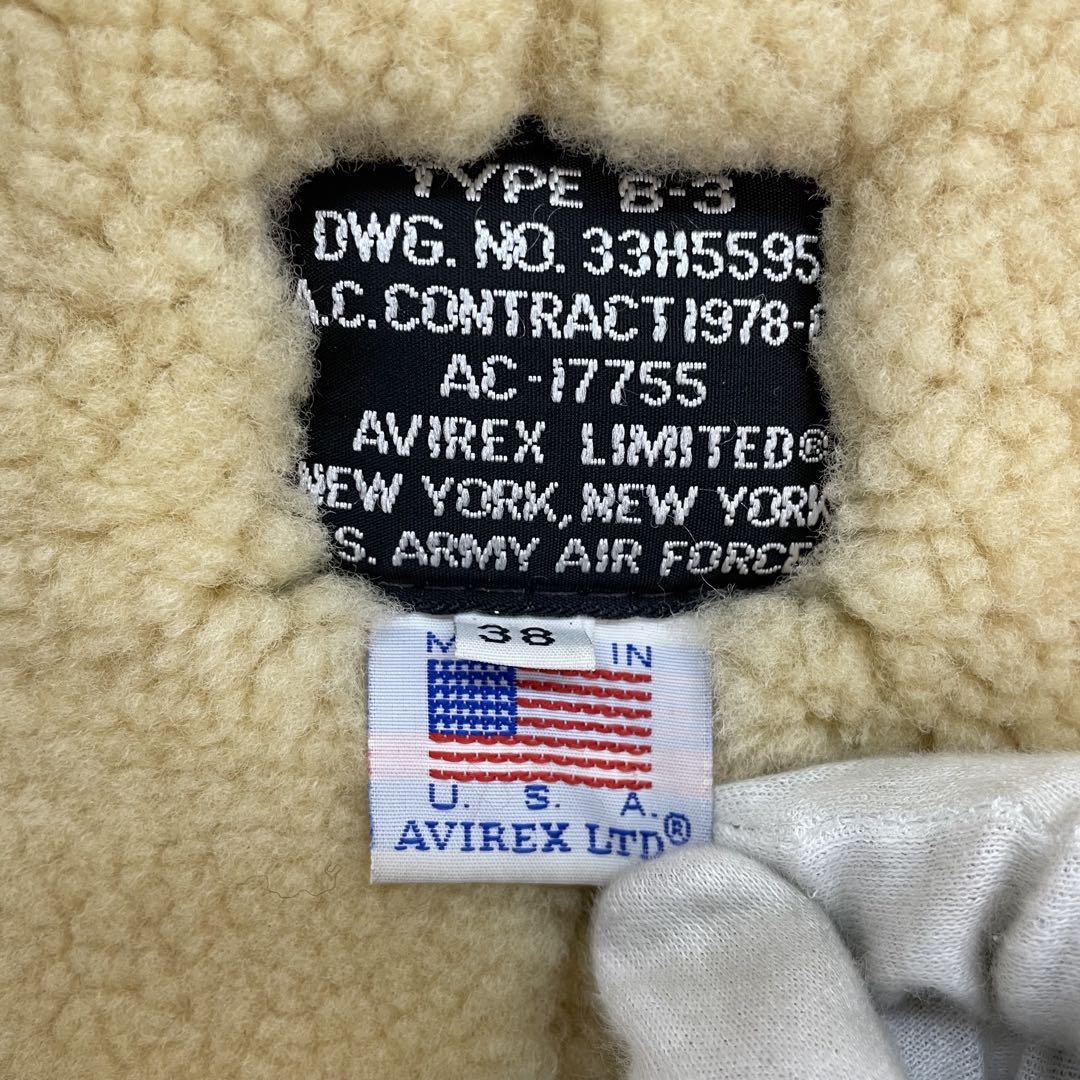 TYPE B-3
DWG. NO. 33H5595
A.C. CONTRACT 1978-
AC-17755
AVIREX LIMITED®
NEW YORK, NEW YORK
S. ARMY AIR FORCE
38
IN
U. S. A.
AVIREX LTD®